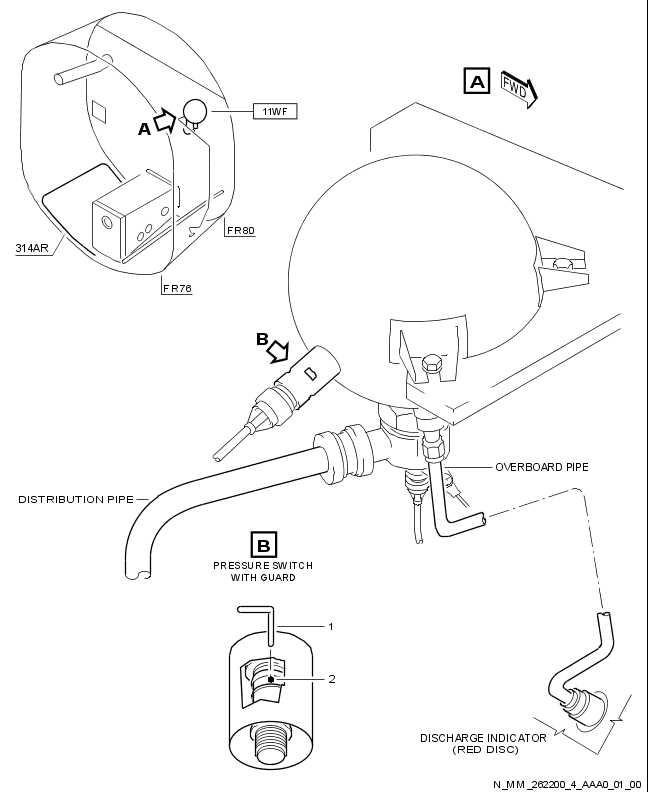 A
FWD
11WF
A
FR80
314AR
FR76
B
OVERBOARD PIPE
DISTRIBUTION PIPE
B
PRESSURE SWITCH
WITH GUARD
1
2
DISCHARGE INDICATOR
(RED DISC)
N_MM_262200_4_AAA0_01_00